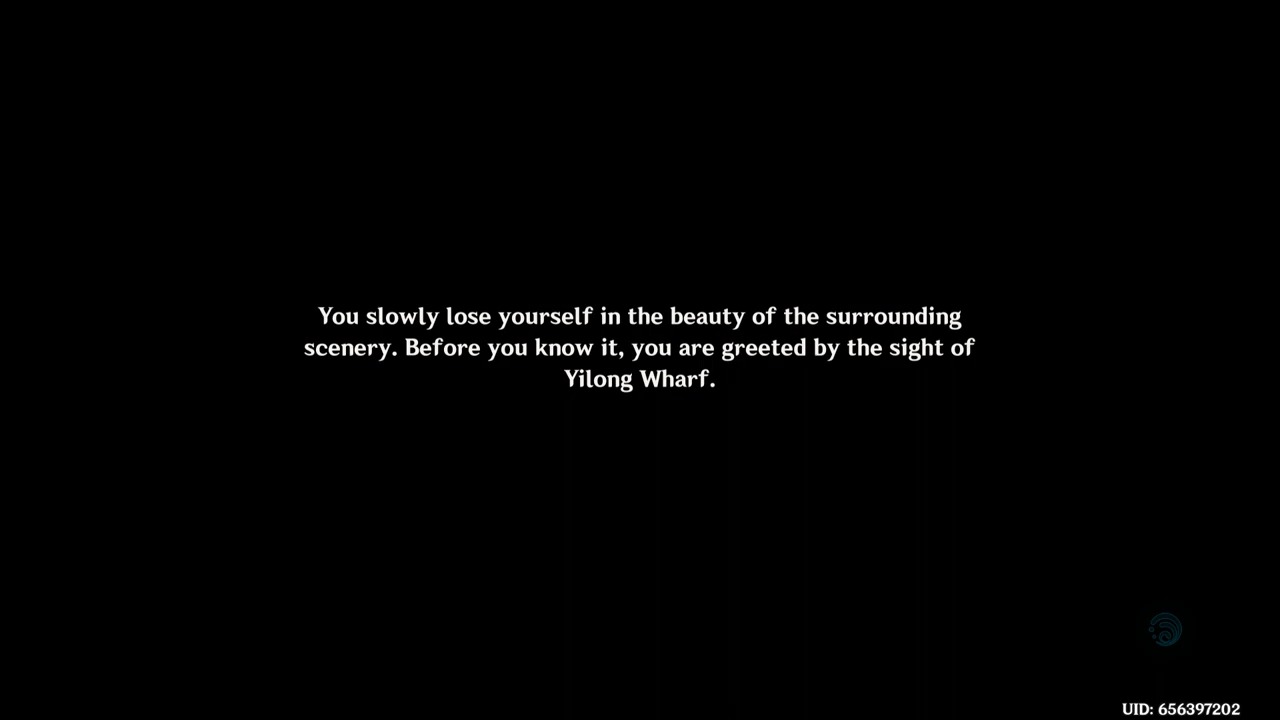 You slowly lose yourself in the beauty of the surrounding
scenery. Before you know it, you are greeted by the sight of
Yilong Wharf.
UID: 656397202